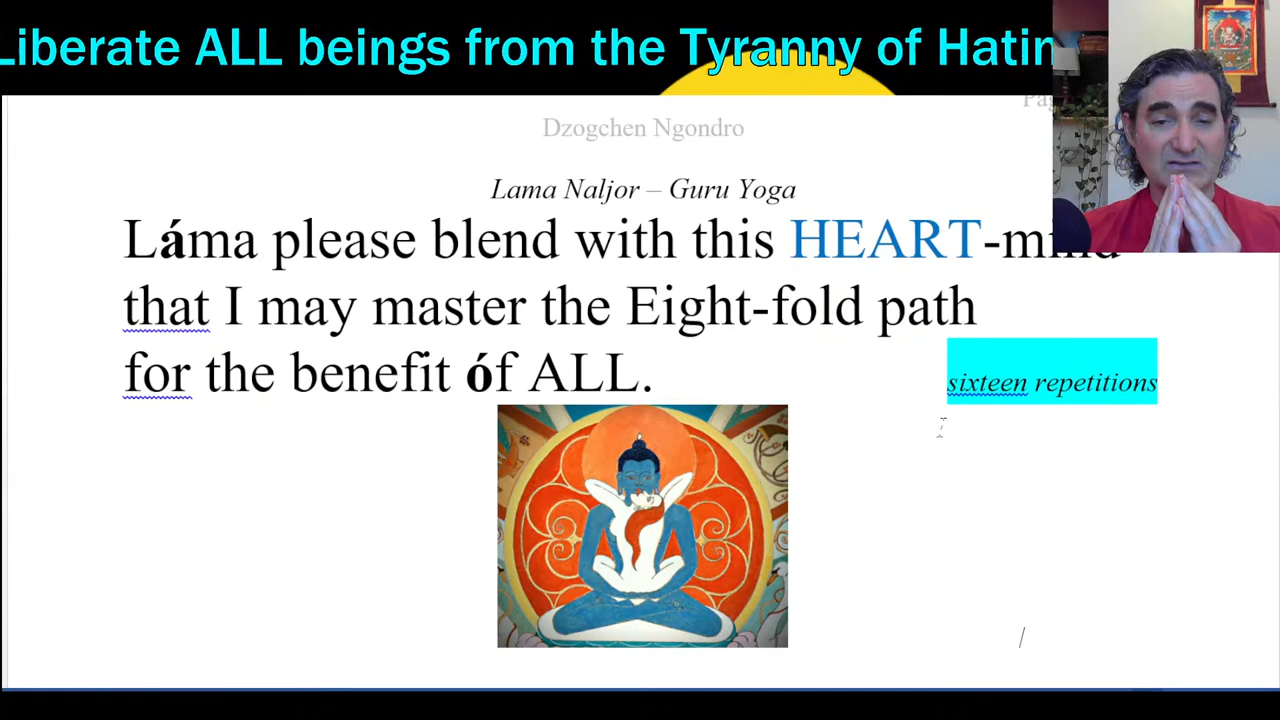 Liberate ALL beings from the Tyranny of
Dzogchen Ngondro
Lama Naljor – Guru Yoga
Láma please blend with this HEART-mind
that I may master the Eight-fold path
for the benefit óf ALL.
sixteen repetitions
/